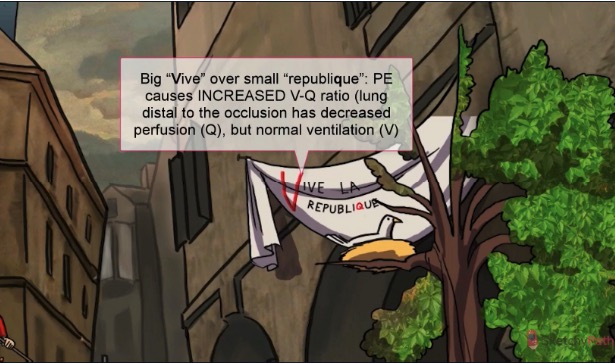 Big "Vive" over small "republique": PE
causes INCREASED V-Q ratio (lung
distal to the occlusion has decreased
perfusion (Q), but normal ventilation (V)
VIVE LA
REPUBLIQUE